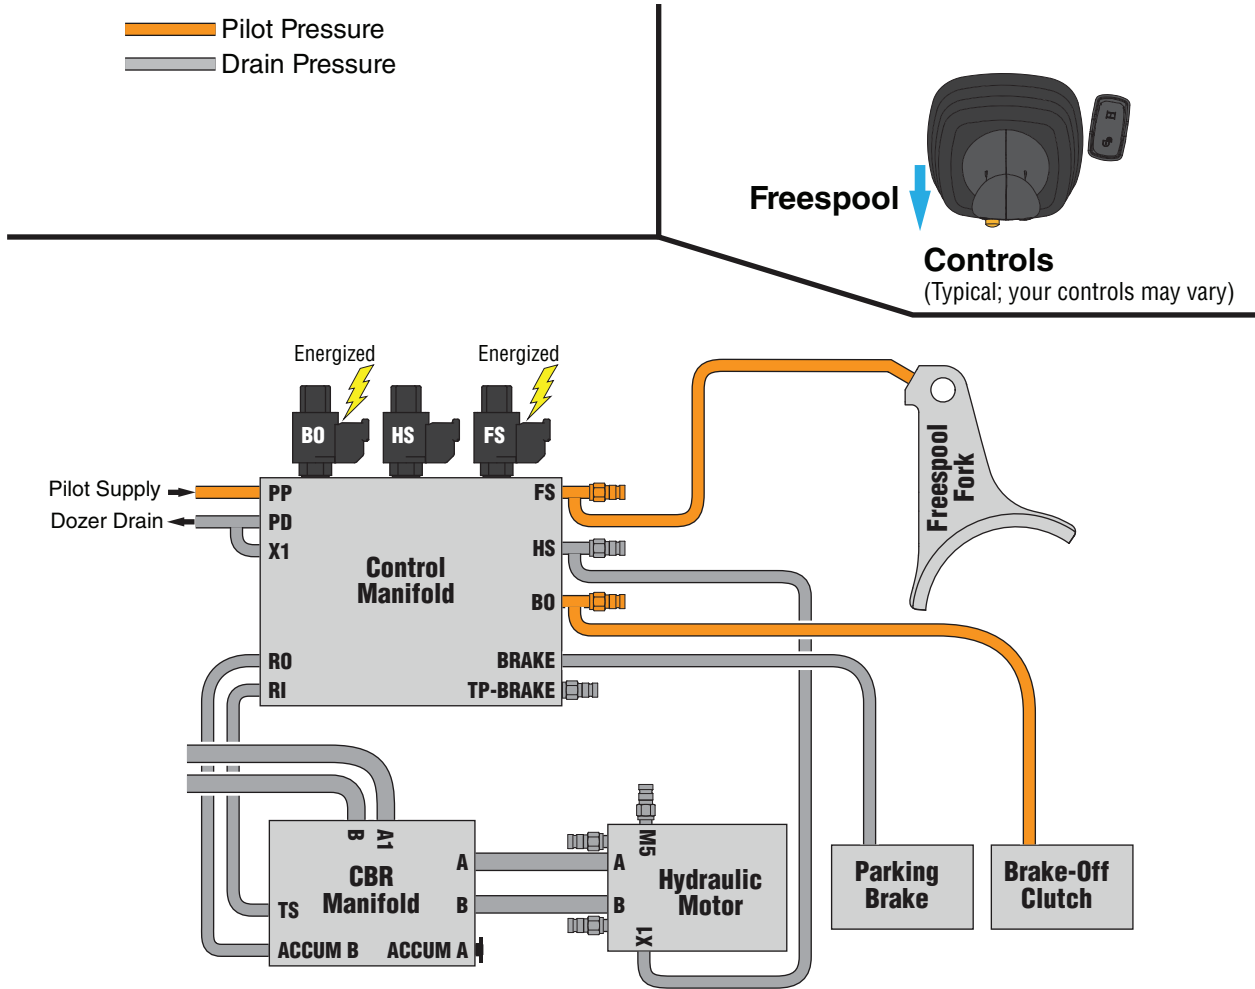 Pilot Pressure
Drain Pressure
Freespool
Controls
(Typical; your controls may vary)
Energized
Energized
BO
HS
FS
Pilot Supply
Dozer Drain
PP
PD
X1
RO
RI
Control
Manifold
FS
HS
BO
BRAKE
TP-BRAKE
Freespool
Fork
B
A1
CBR
Manifold
TS
ACCUM B
ACCUM A
A
B
M5
A
B
LX
Hydraulic
Motor
Parking
Brake
Brake-Off
Clutch